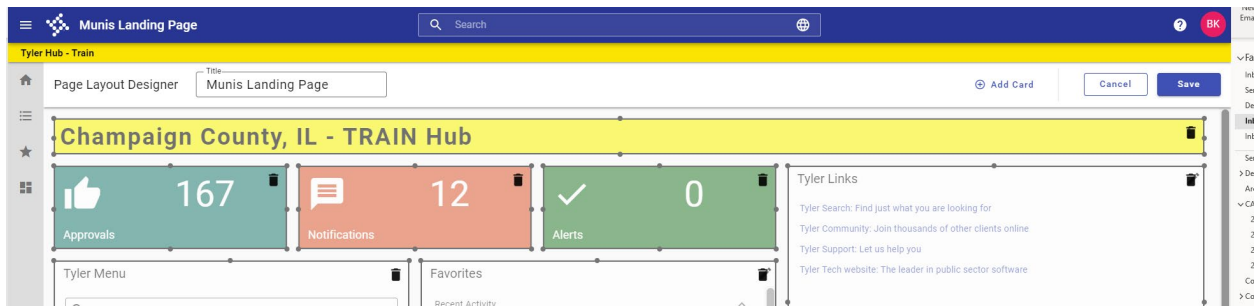 Munis Landing Page
Search
BK
Tyler Hub - Train
Page Layout Designer
Title
Munis Landing Page
Add Card
Cancel
Save
Champaign County, IL - TRAIN Hub
167
Approvals
12
Notifications
0
Alerts
Tyler Links
Tyler Search: Find just what you are looking for
Tyler Community: Join thousands of other clients online
Tyler Support: Let us help you
Tyler Tech website: The leader in public sector software
Tyler Menu
Favorites
Recent Activity